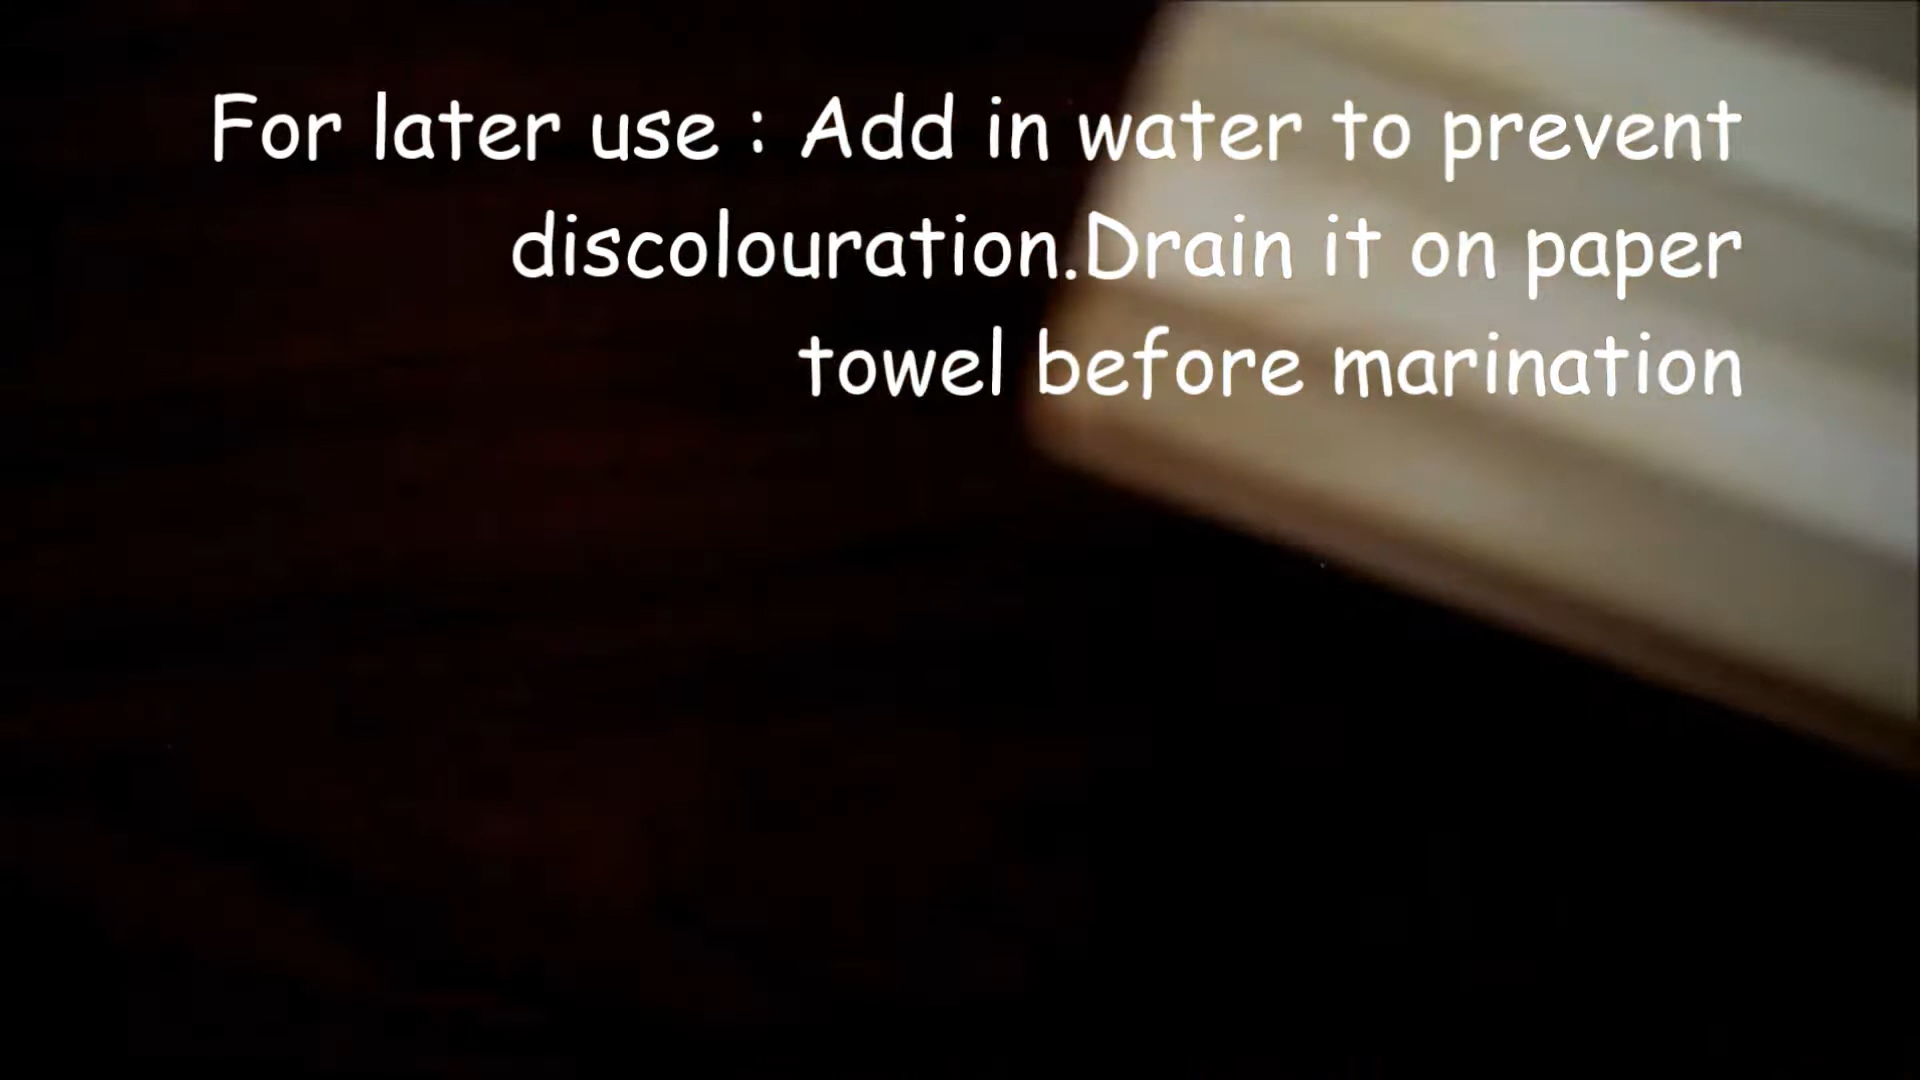 For later use : Add in water to prevent
discolouration.Drain it on paper
towel before marination